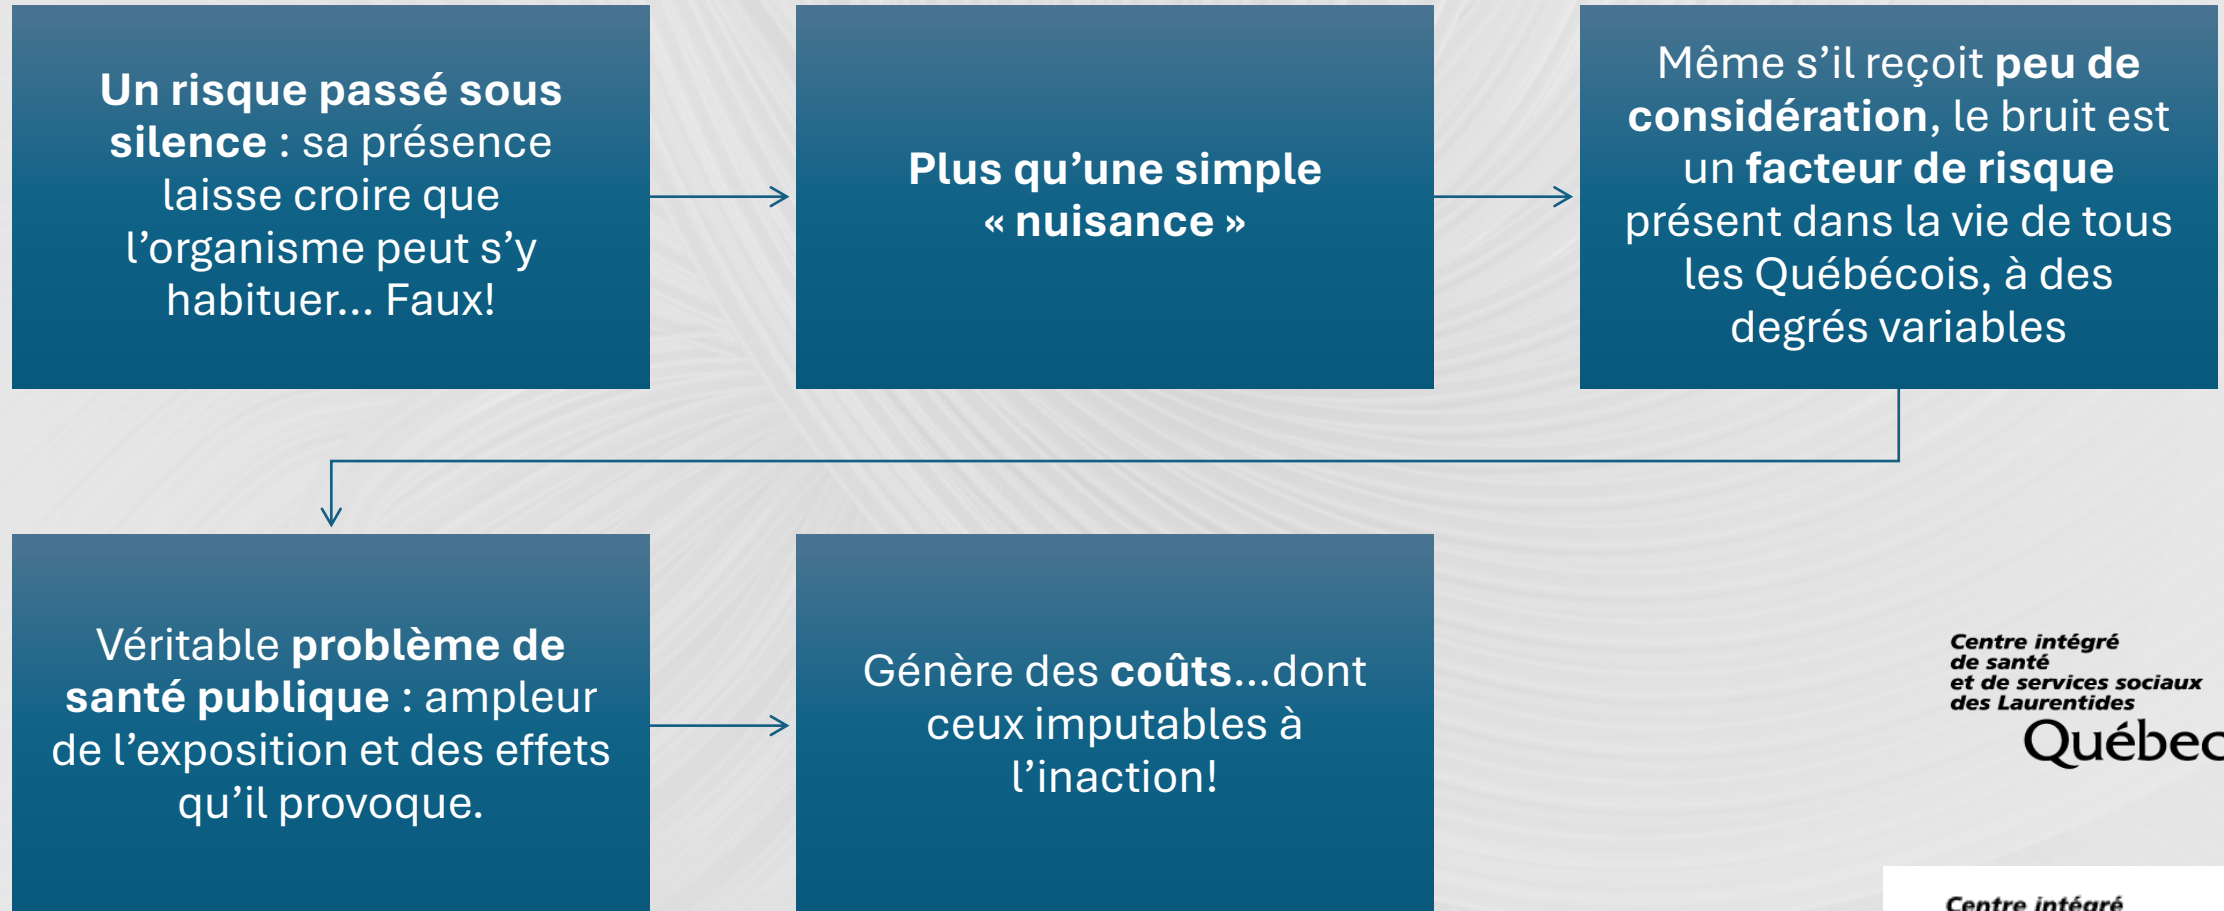 Un risque passé sous
silence : sa présence
laisse croire que
l’organisme peut s’y
habituer... Faux!
Plus qu’une simple
« nuisance »
Même s’il reçoit peu de
considération, le bruit est
un facteur de risque
présent dans la vie de tous
les Québécois, à des
degrés variables
Véritable problème de
santé publique : ampleur
de l’exposition et des effets
qu’il provoque.
Génère des coûts...dont
ceux imputables à
l’inaction!
Centre intégré
de santé
et de services sociaux
des Laurentides
Québec
Centre intégré